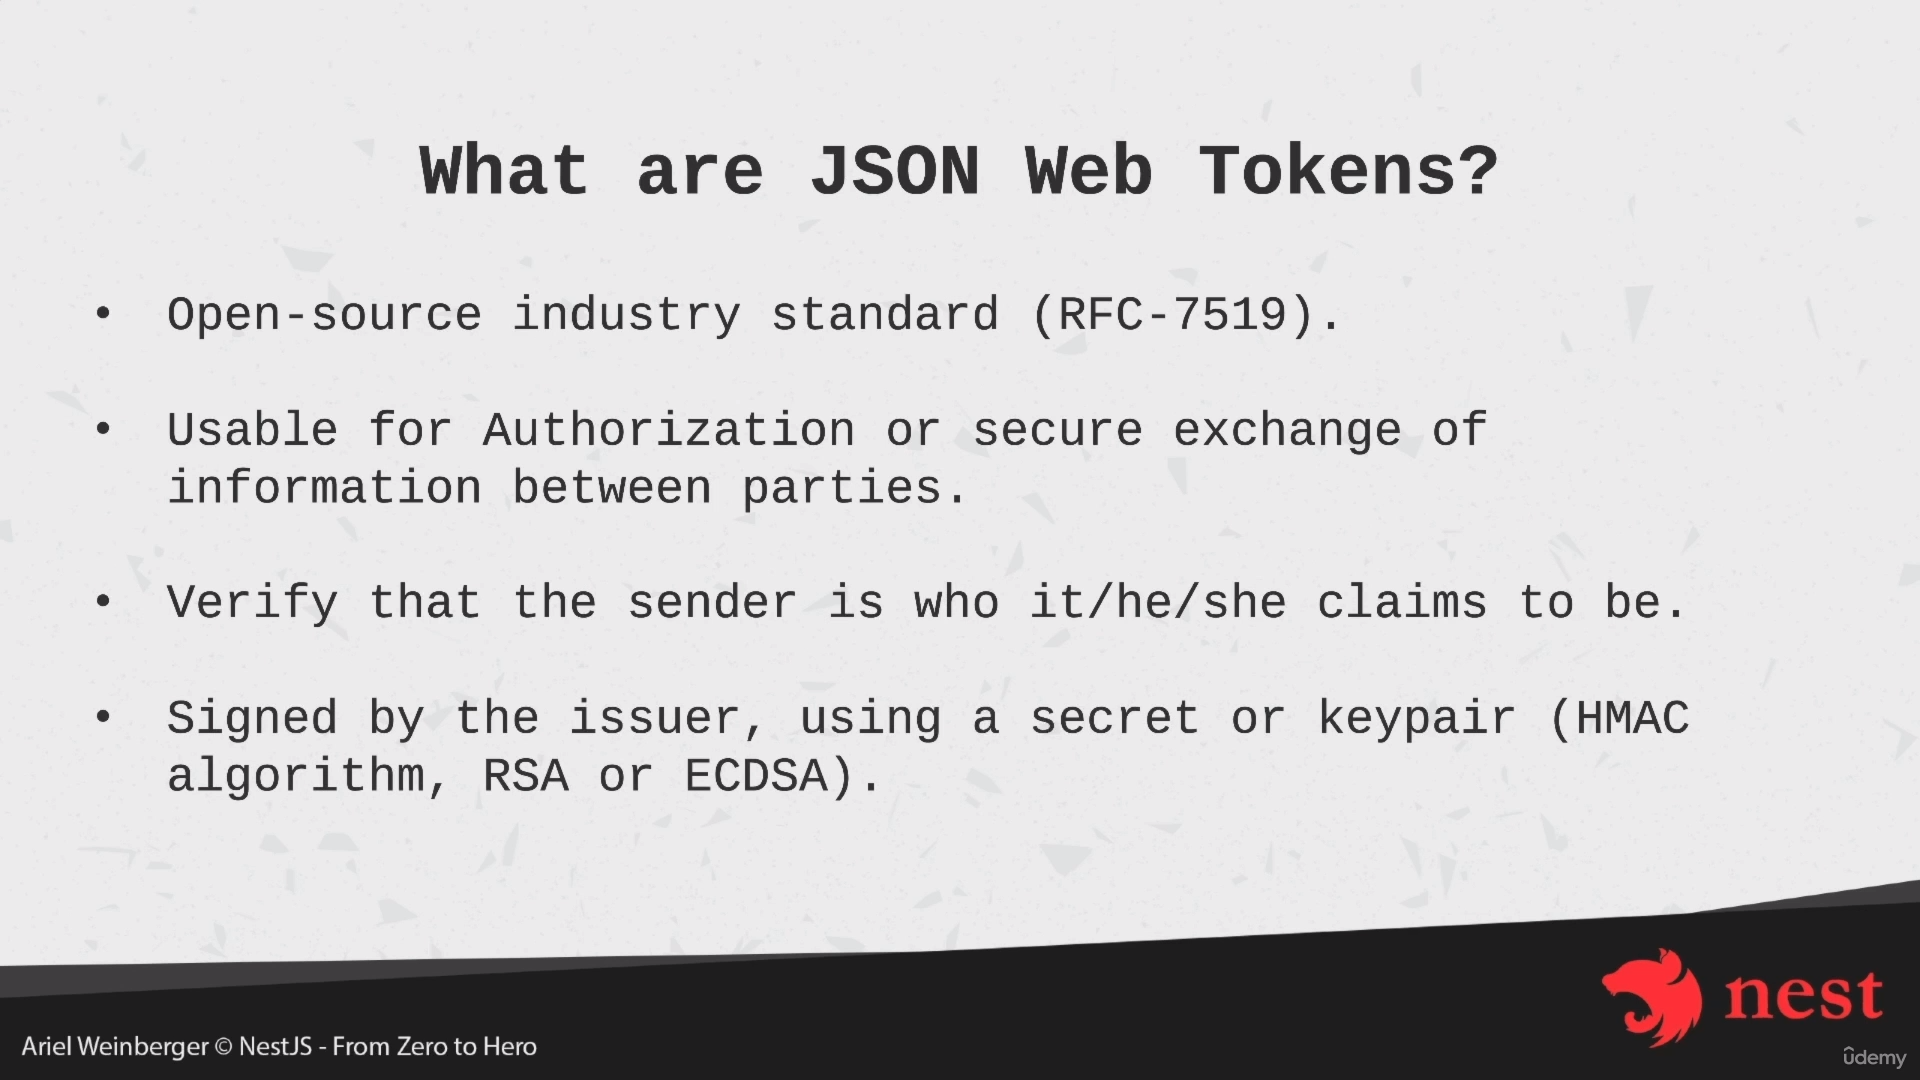 What are JSON Web Tokens?
• Open-source industry standard (RFC-7519).
• Usable for Authorization or secure exchange of
information between parties.
• Verify that the sender is who it/he/she claims to be.
• Signed by the issuer, using a secret or keypair (HMAC
algorithm, RSA or ECDSA).
nest
Ariel Weinberger © NestJS - From Zero to Hero
ûdemy